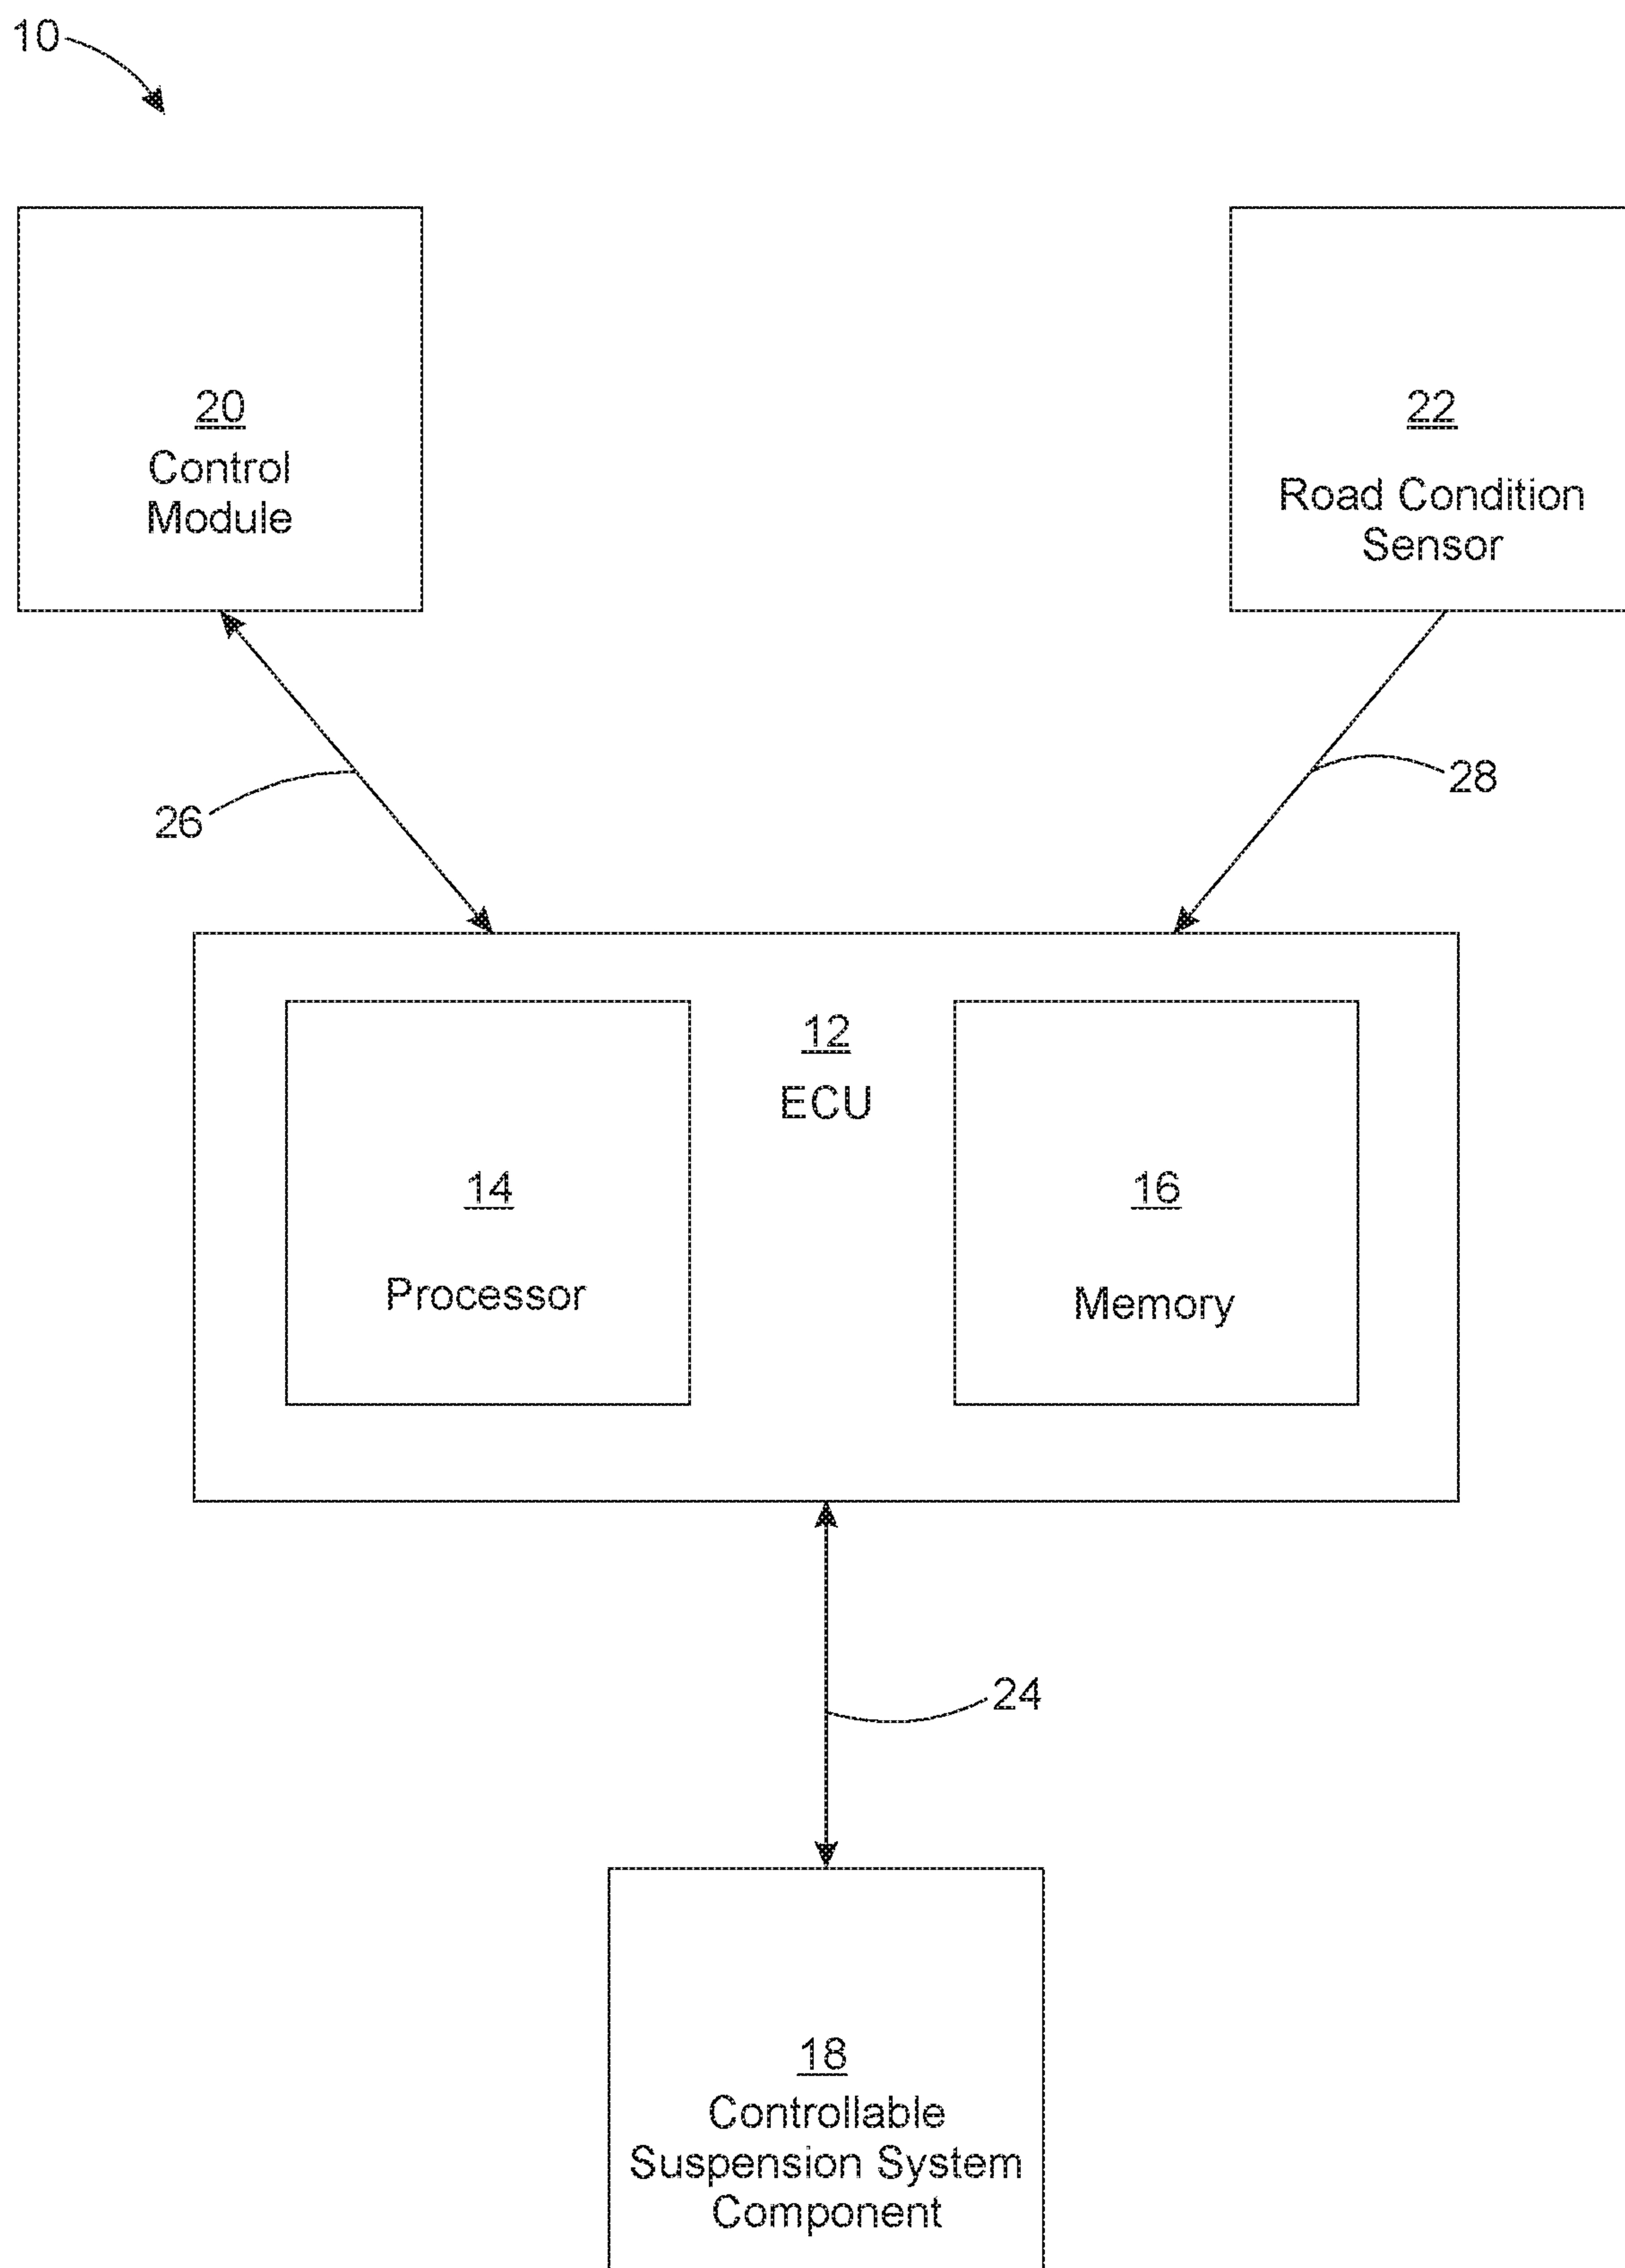 10
20
Control
Module
22
Road Condition
Sensor
26
28
12
ECU
14
Processor
16
Memory
24
18
Controllable
Suspension System
Component